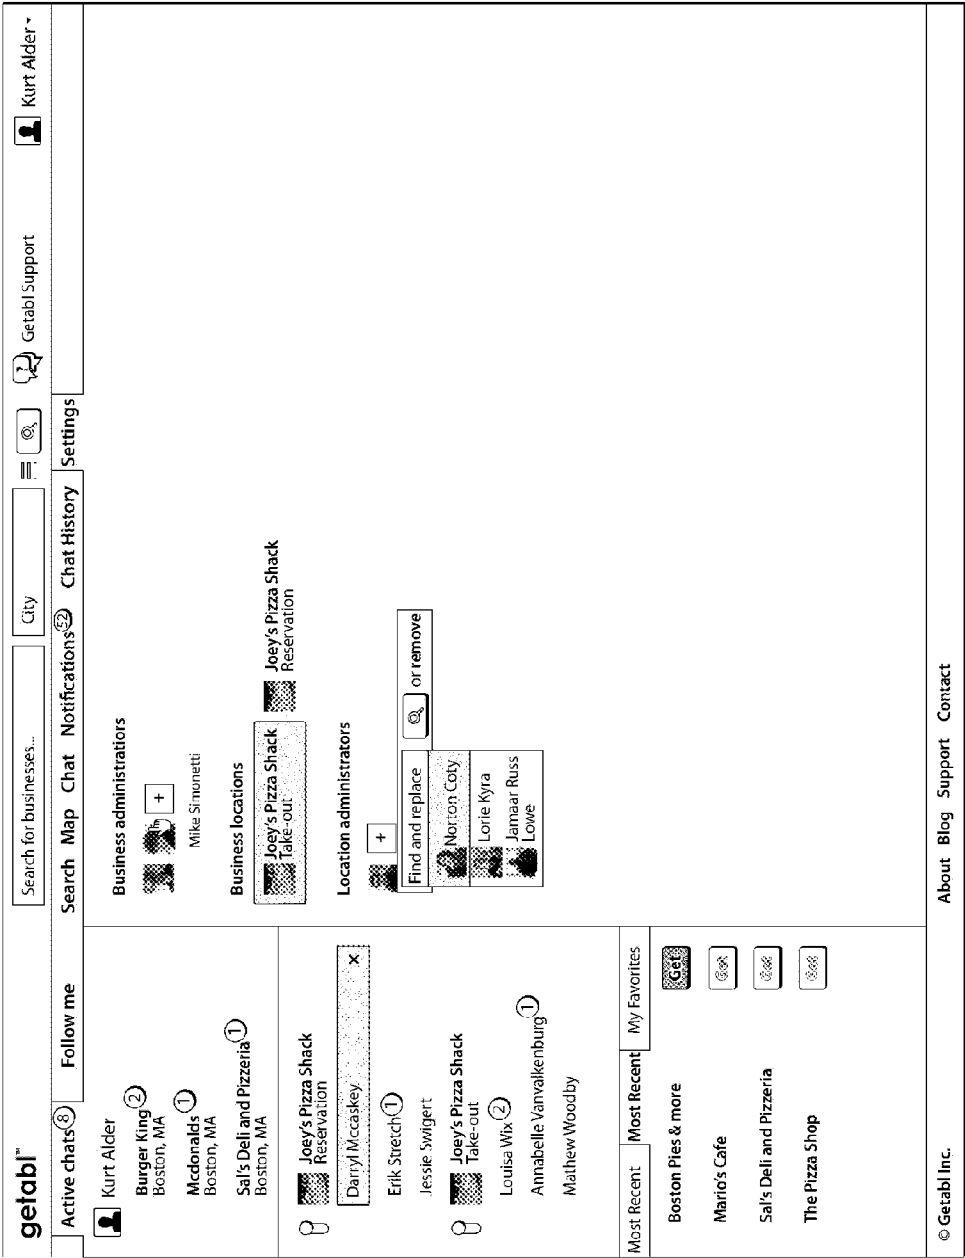 getabl™
Search for businesses...
City
Getabl Support
Kurt Alder
Active chats 8
Follow me
Search Map Chat Notifications 52 Chat History Settings
Kurt Alder
Burger King 2
Boston, MA
Mcdonalds 1
Boston, MA
Sal's Deli and Pizzeria 1
Boston, MA
Joey's Pizza Shack
Reservation
Darryl Mccaskey x
Erik Stretch 1
Jessie Swigert
Joey's Pizza Shack
Take-out
Louisa Wix 2
Annabelle Vanvalkenburg 1
Mathew Woodby
Most Recent Most Recent My Favorites
Boston Pies & more Get
Mario's Cafe Get
Sal's Deli and Pizzeria Get
The Pizza Shop Get
Business administratiors
+
Mike Simonetti
Business locations
Joey's Pizza Shack
Take-out
Joey's Pizza Shack
Reservation
Location administrators
+
Find and replace
or remove
Norton Coty
Lorie Kyra
Jamaar Russ
Lowe
© Getabl Inc.
About Blog Support Contact